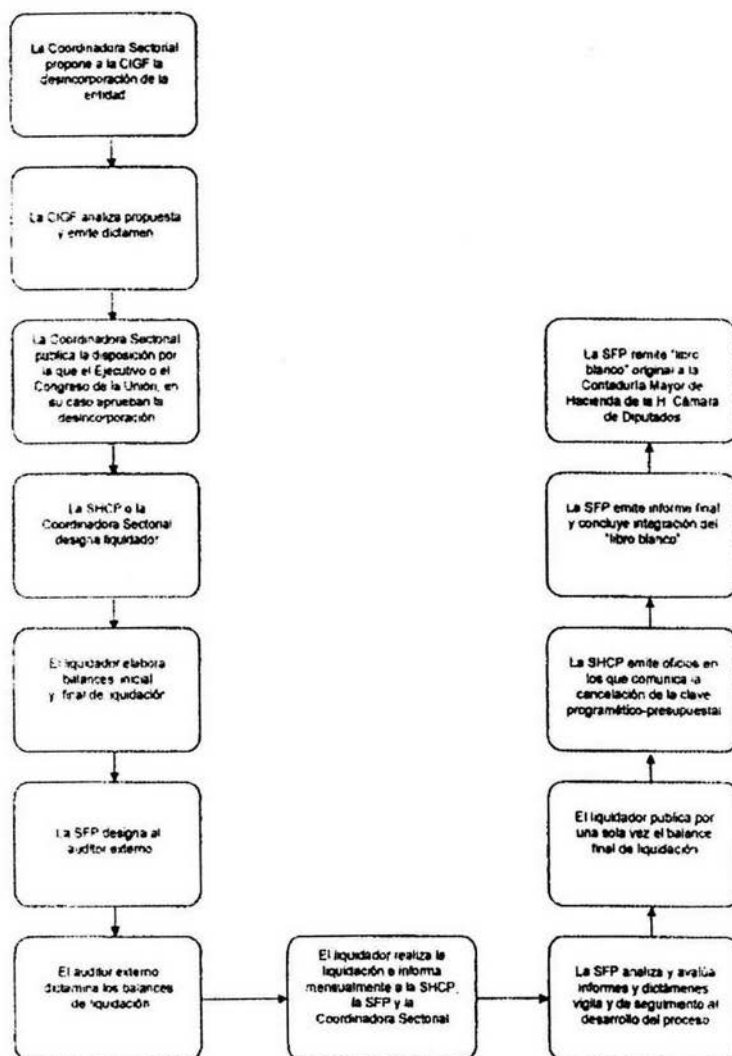 La Coordinadora Sectorial
propone a la CIGF la
desincorporación de la
entidad
La CIGF analiza propuesta
y emite dictamen
La Coordinadora Sectorial
publica la disposición por
la que el Ejecutivo o el
Congreso de la Unión, en
su caso aprueban la
desincorporación
La SHCP o la
Coordinadora Sectorial
designa liquidador
El liquidador elabora
balances inicial
y final de liquidación
La SFP designa al
auditor externo
El auditor externo
dictamina los balances
de liquidación
El liquidador realiza la
liquidación e informa
mensualmente a la SHCP,
la SFP y la
Coordinadora Sectorial
La SFP analiza y avalúa
informes y dictámenes
vigila y da seguimiento al
desarrollo del proceso
El liquidador publica por
una sola vez el balance
final de liquidación
La SHCP emite oficios en
los que comunica la
cancelación de la clave
programético-presupuestal
La SFP emite informe final
y concluye integración del
"libro blanco"
La SFP remite "libro
blanco" original a la
Contaduría Mayor de
Hacienda de la H. Cámara
de Diputados